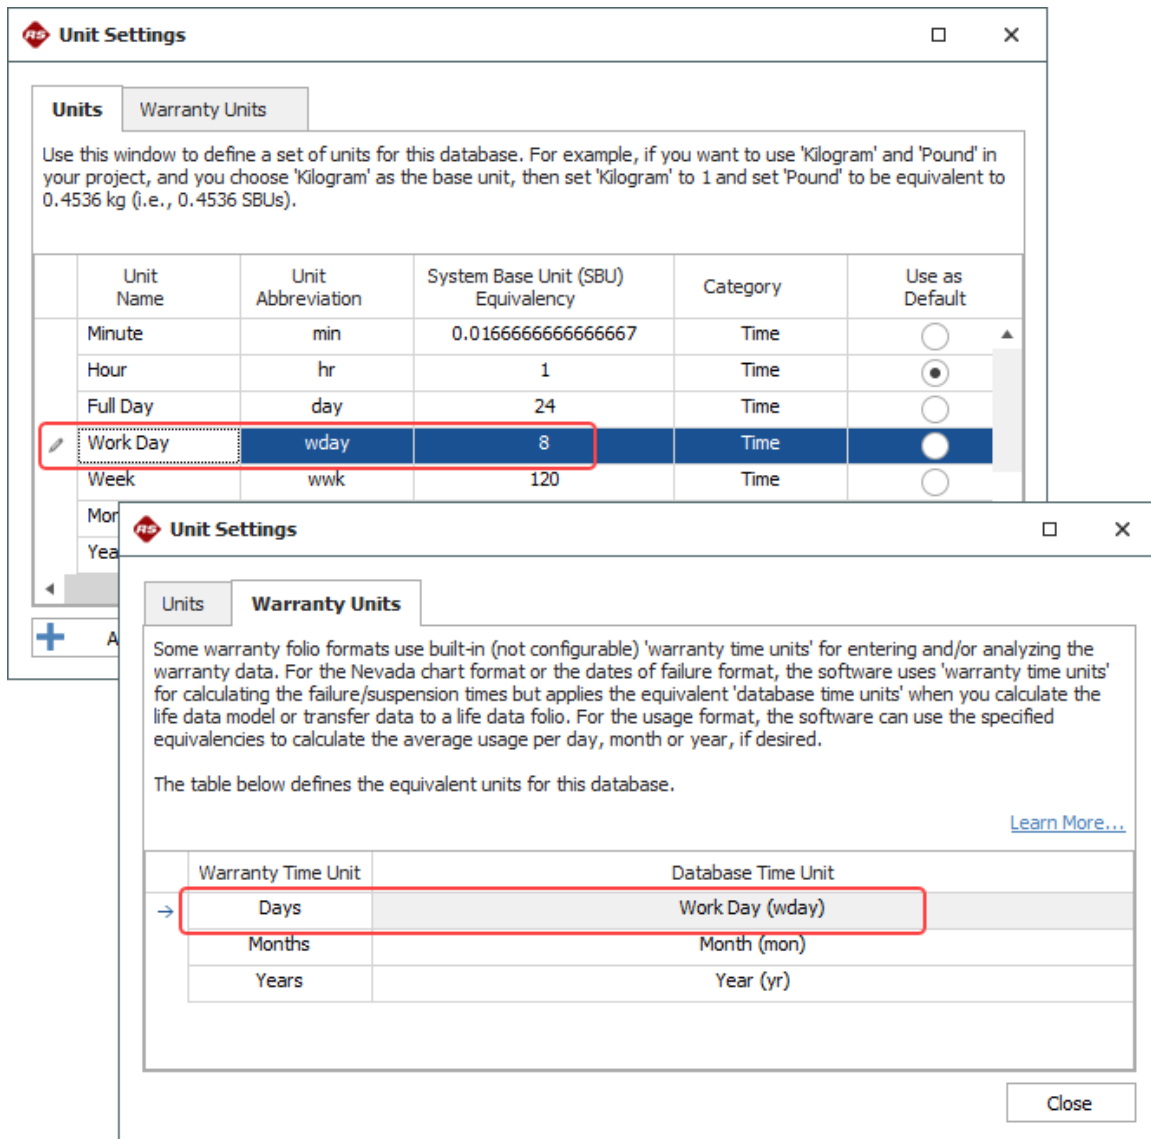 Unit Settings
Units
Warranty Units
Use this window to define a set of units for this database. For example, if you want to use 'Kilogram' and 'Pound' in
your project, and you choose 'Kilogram' as the base unit, then set 'Kilogram' to 1 and set 'Pound' to be equivalent to
0.4536 kg (i.e., 0.4536 SBUs).
Unit Name
Unit Abbreviation
System Base Unit (SBU) Equivalency
Category
Use as Default
Minute min 0.0166666666666667 Time
Hour hr 1 Time
Full Day day 24 Time
Work Day wday 8 Time
Week wwk 120 Time
Mor
Yea
A
Unit Settings
Units
Warranty Units
Some warranty folio formats use built-in (not configurable) 'warranty time units' for entering and/or analyzing the
warranty data. For the Nevada chart format or the dates of failure format, the software uses 'warranty time units'
for calculating the failure/suspension times but applies the equivalent 'database time units' when you calculate the
life data model or transfer data to a life data folio. For the usage format, the software can use the specified
equivalencies to calculate the average usage per day, month or year, if desired.
The table below defines the equivalent units for this database.
Learn More...
Warranty Time Unit Database Time Unit
Days Work Day (wday)
Months Month (mon)
Years Year (yr)
Close